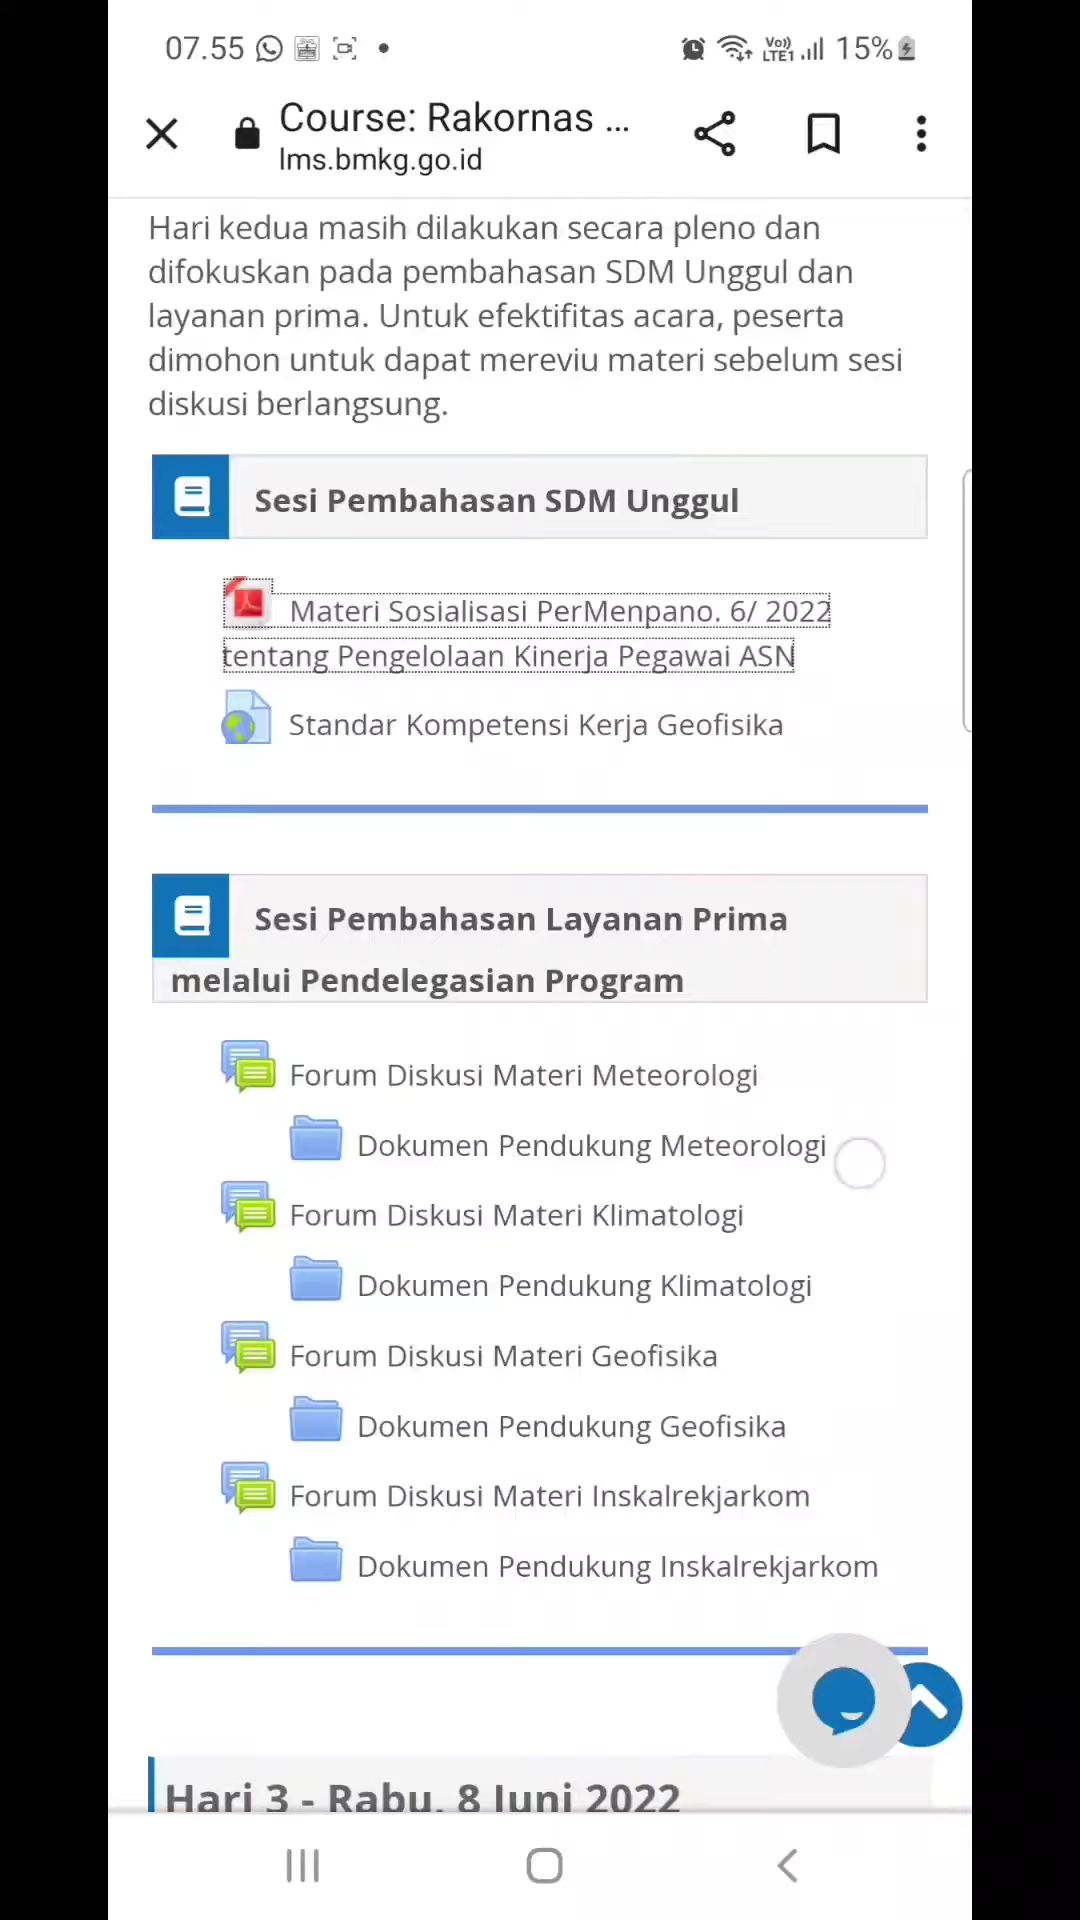 07.55
Vo))
LTE1
15%
Course: Rakornas ...
lms.bmkg.go.id
Hari kedua masih dilakukan secara pleno dan
difokuskan pada pembahasan SDM Unggul dan
layanan prima. Untuk efektifitas acara, peserta
dimohon untuk dapat mereviu materi sebelum sesi
diskusi berlangsung.
Sesi Pembahasan SDM Unggul
Materi Sosialisasi PerMenpano. 6/ 2022
tentang Pengelolaan Kinerja Pegawai ASN
Standar Kompetensi Kerja Geofisika
Sesi Pembahasan Layanan Prima
melalui Pendelegasian Program
Forum Diskusi Materi Meteorologi
Dokumen Pendukung Meteorologi
Forum Diskusi Materi Klimatologi
Dokumen Pendukung Klimatologi
Forum Diskusi Materi Geofisika
Dokumen Pendukung Geofisika
Forum Diskusi Materi Inskalrekjarkom
Dokumen Pendukung Inskalrekjarkom
Hari 3 - Rabu, 8 Juni 2022